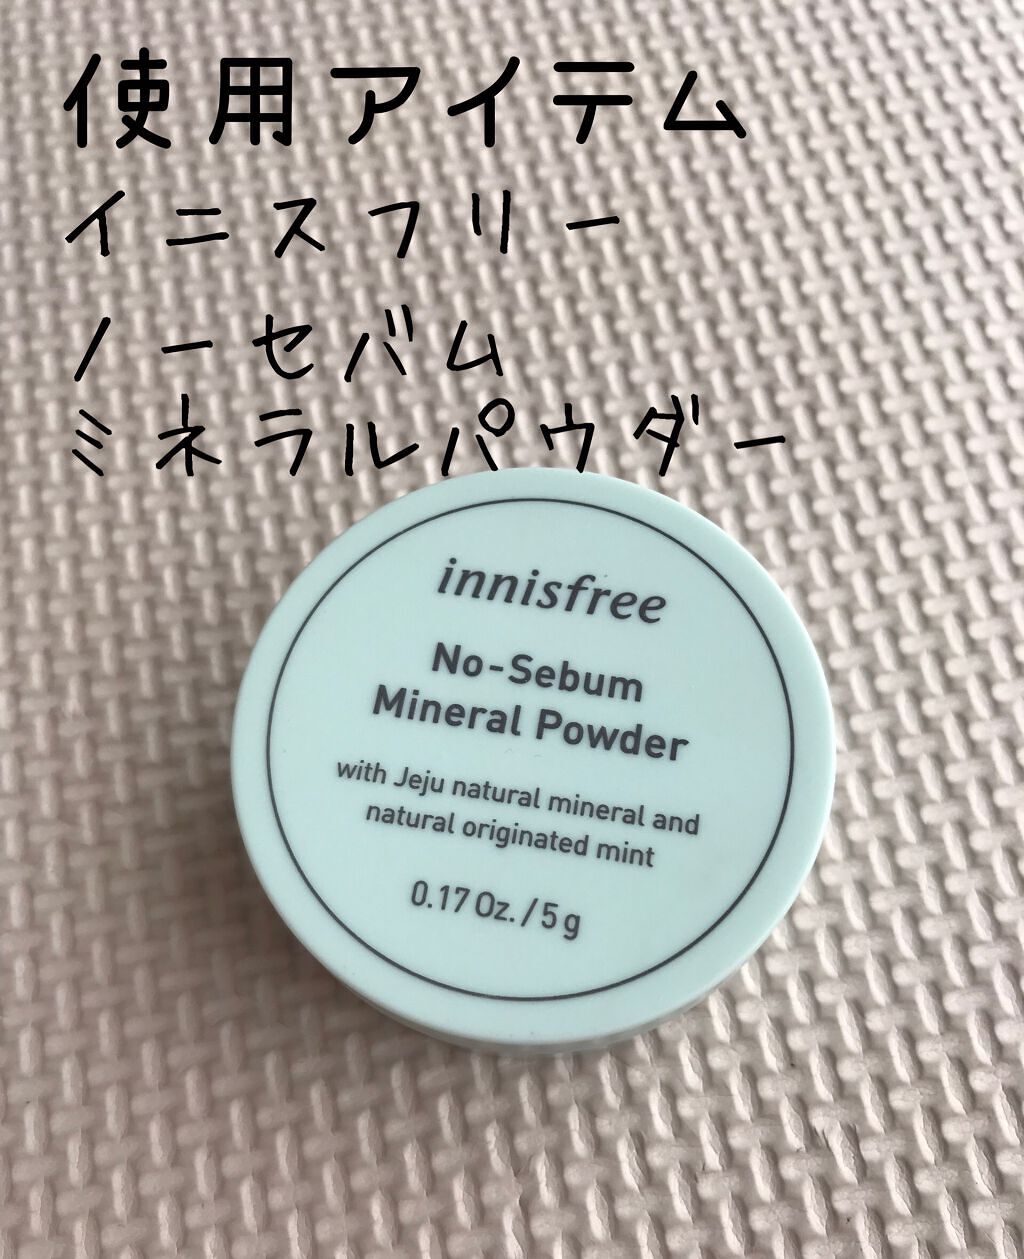 使用アイテム
イニスフリー
ノーセバム
ミネラルパウダー
innisfree
No-Sebum
Mineral Powder
with Jeju natural mineral and
natural originated mint
0.17 Oz. / 5 g